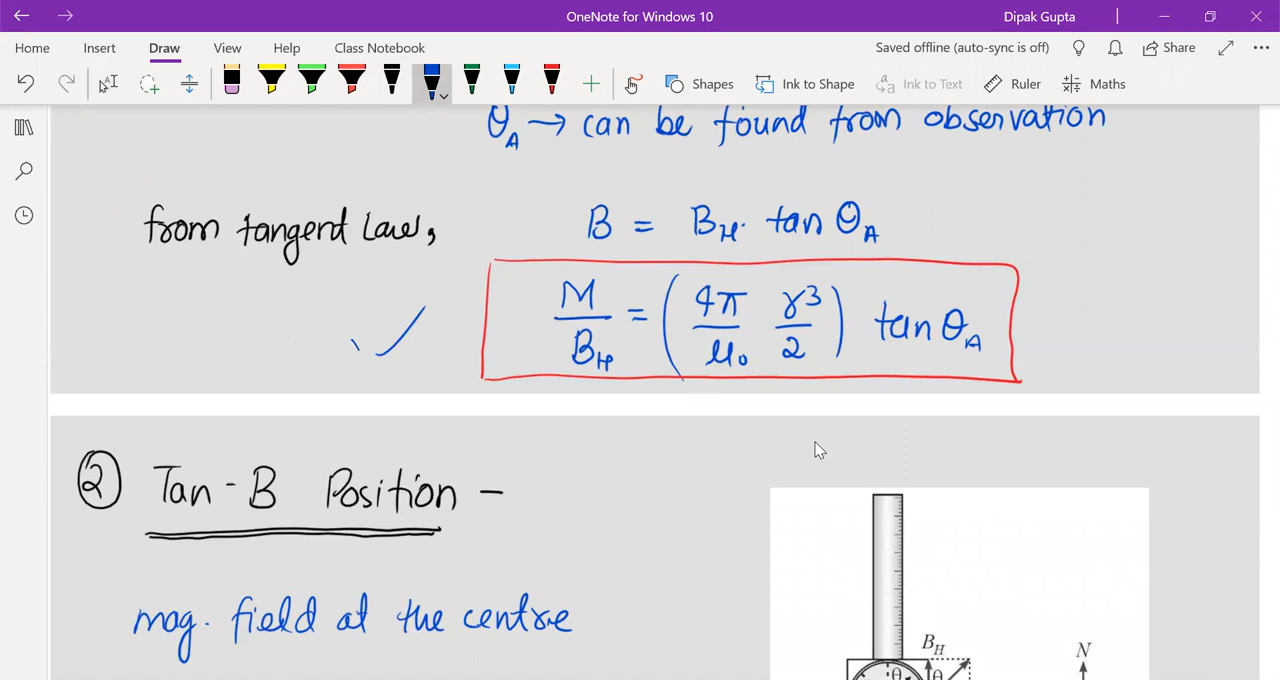 OneNote for Windows 10
Dipak Gupta
Home Insert Draw View Help Class Notebook
Saved offline (auto-sync is off)
Share
Shapes Ink to Shape Ink to Text Ruler Maths
θA → can be found from observation
from tangent Law, B = BH. tan θA
M/BH = (4π/μ0 r³/2) tan θA
② Tan-B Position -
mag. field at the centre
BH
N
θ θ